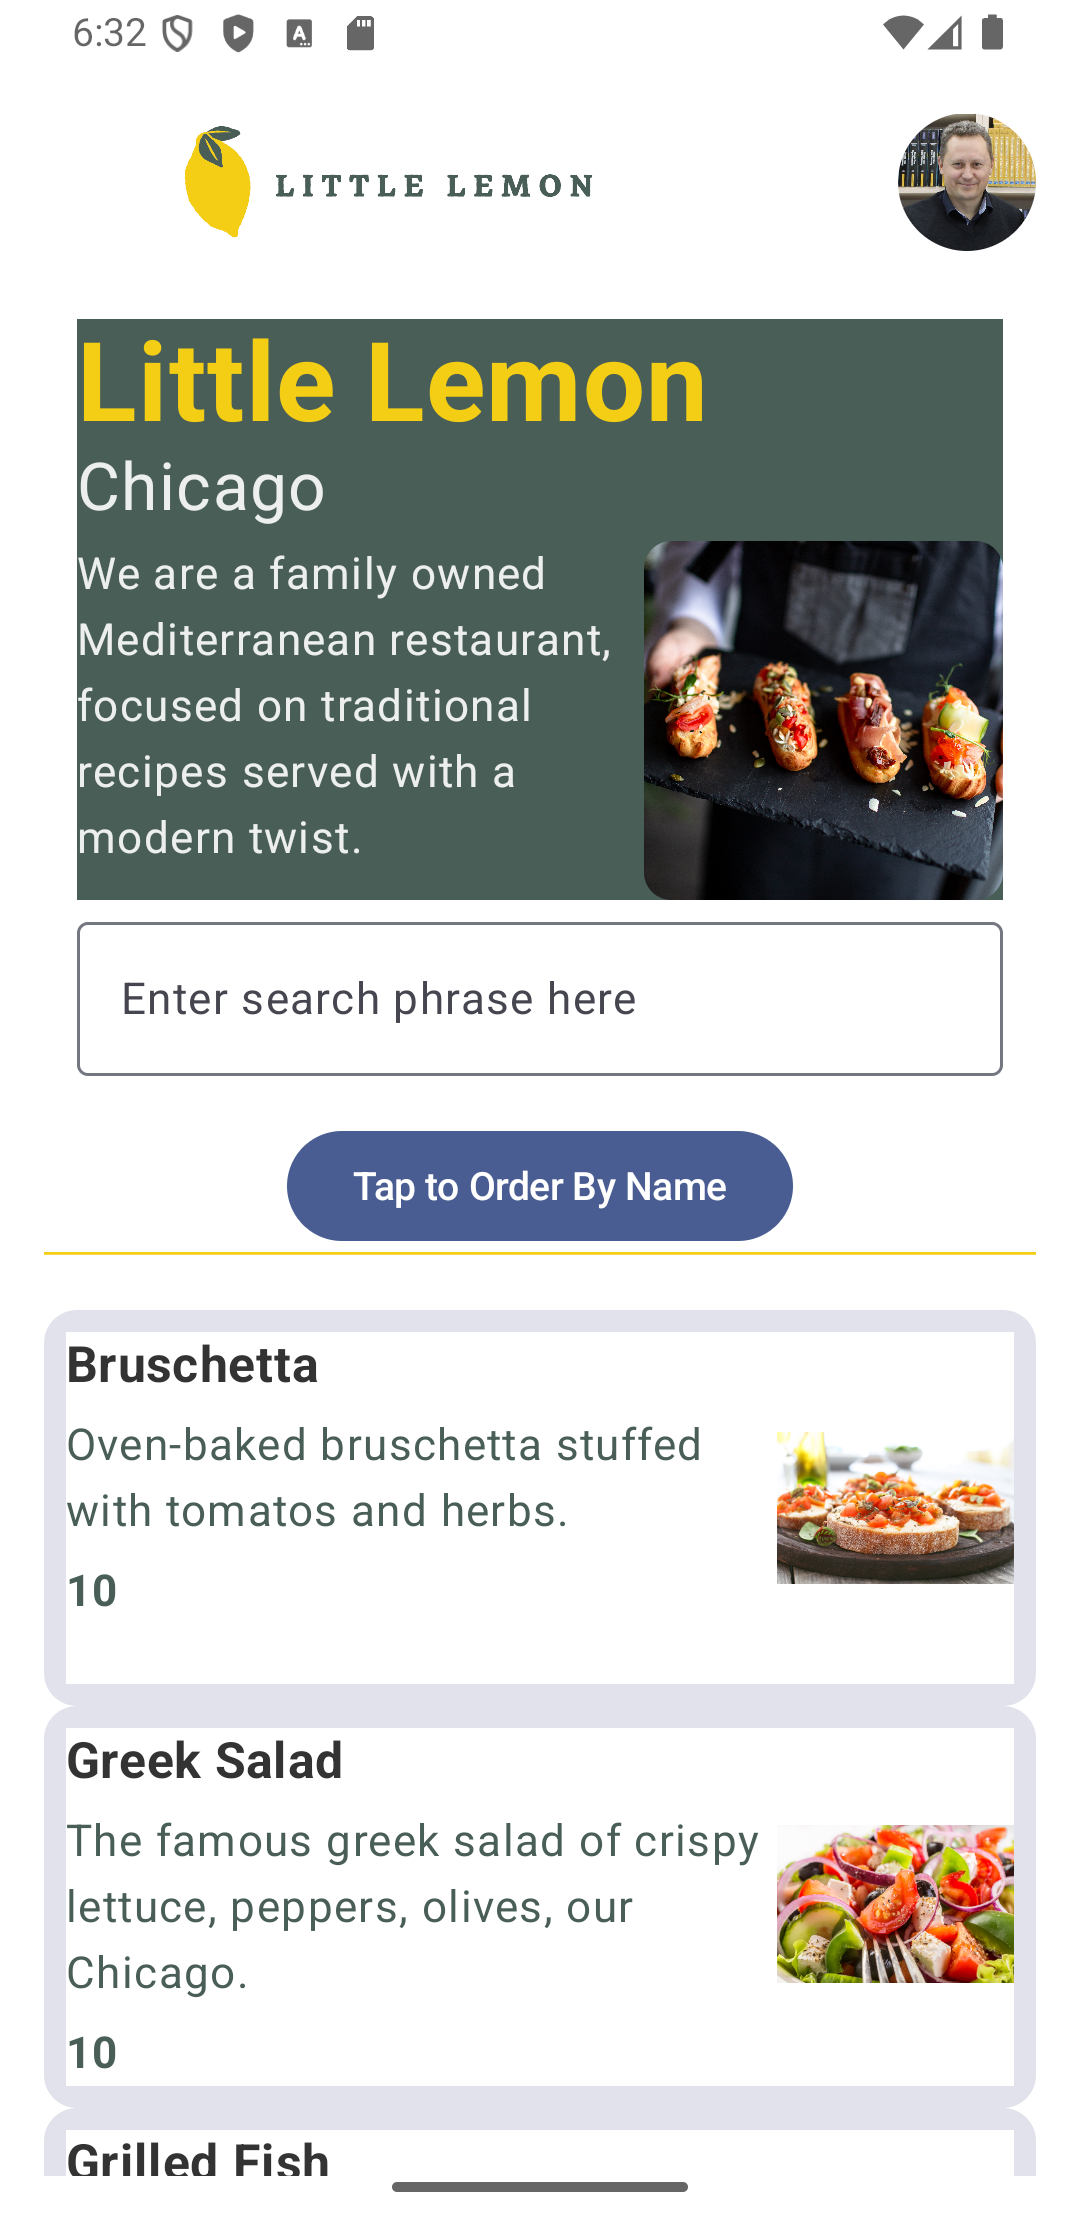 6:32
LITTLE LEMON
Little Lemon
Chicago
We are a family owned
Mediterranean restaurant,
focused on traditional
recipes served with a
modern twist.
Enter search phrase here
Tap to Order By Name
Bruschetta
Oven-baked bruschetta stuffed
with tomatos and herbs.
10
Greek Salad
The famous greek salad of crispy
lettuce, peppers, olives, our
Chicago.
10
Grilled Fish